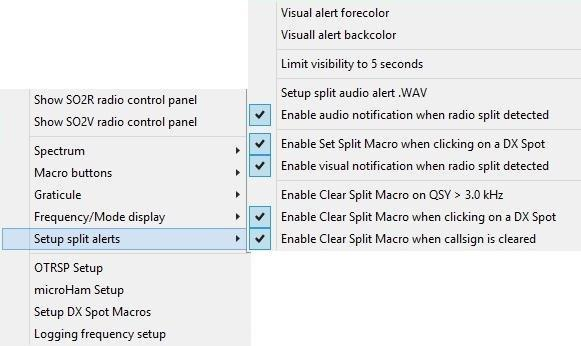 Visual alert forecolor
Visuall alert backcolor
Limit visibility to 5 seconds
Setup split audio alert .WAV
Enable audio notification when radio split detected
Enable Set Split Macro when clicking on a DX Spot
Enable visual notification when radio split detected
Enable Clear Split Macro on QSY > 3.0 kHz
Enable Clear Split Macro when clicking on a DX Spot
Enable Clear Split Macro when callsign is cleared
Show SO2R radio control panel
Show SO2V radio control panel
Spectrum
Macro buttons
Graticule
Frequency/Mode display
Setup split alerts
OTRSP Setup
microHam Setup
Setup DX Spot Macros
Logging frequency setup